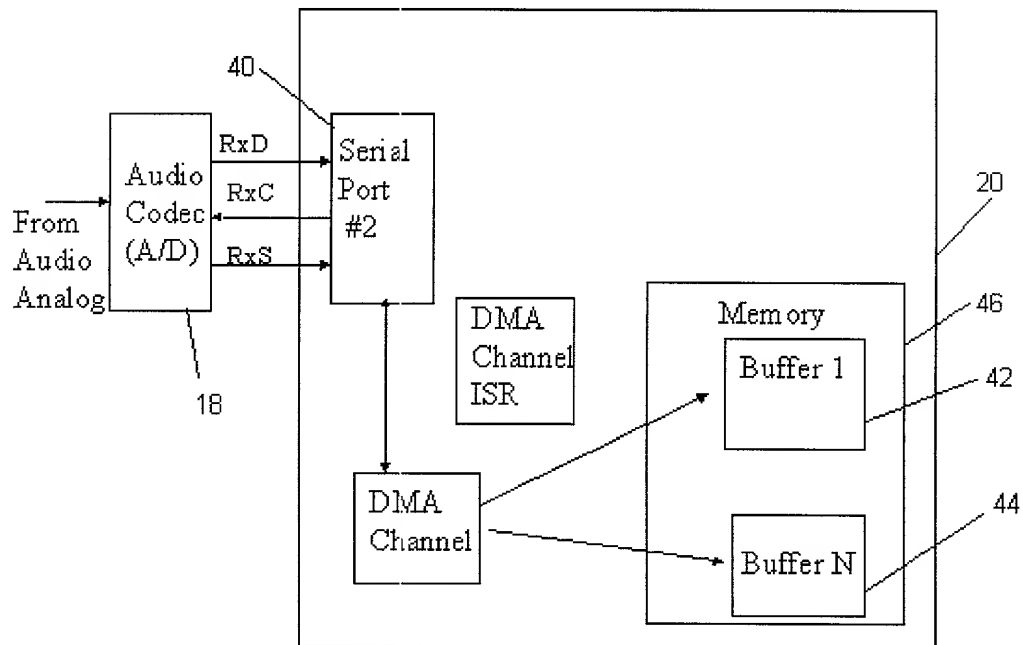 40
RxD
Serial
Port
#2
Audio
Codec
(A/D)
RxC
RxS
From
Audio
Analog
18
20
DMA
Channel
ISR
Memory
46
Buffer 1
42
DMA
Channel
Buffer N
44